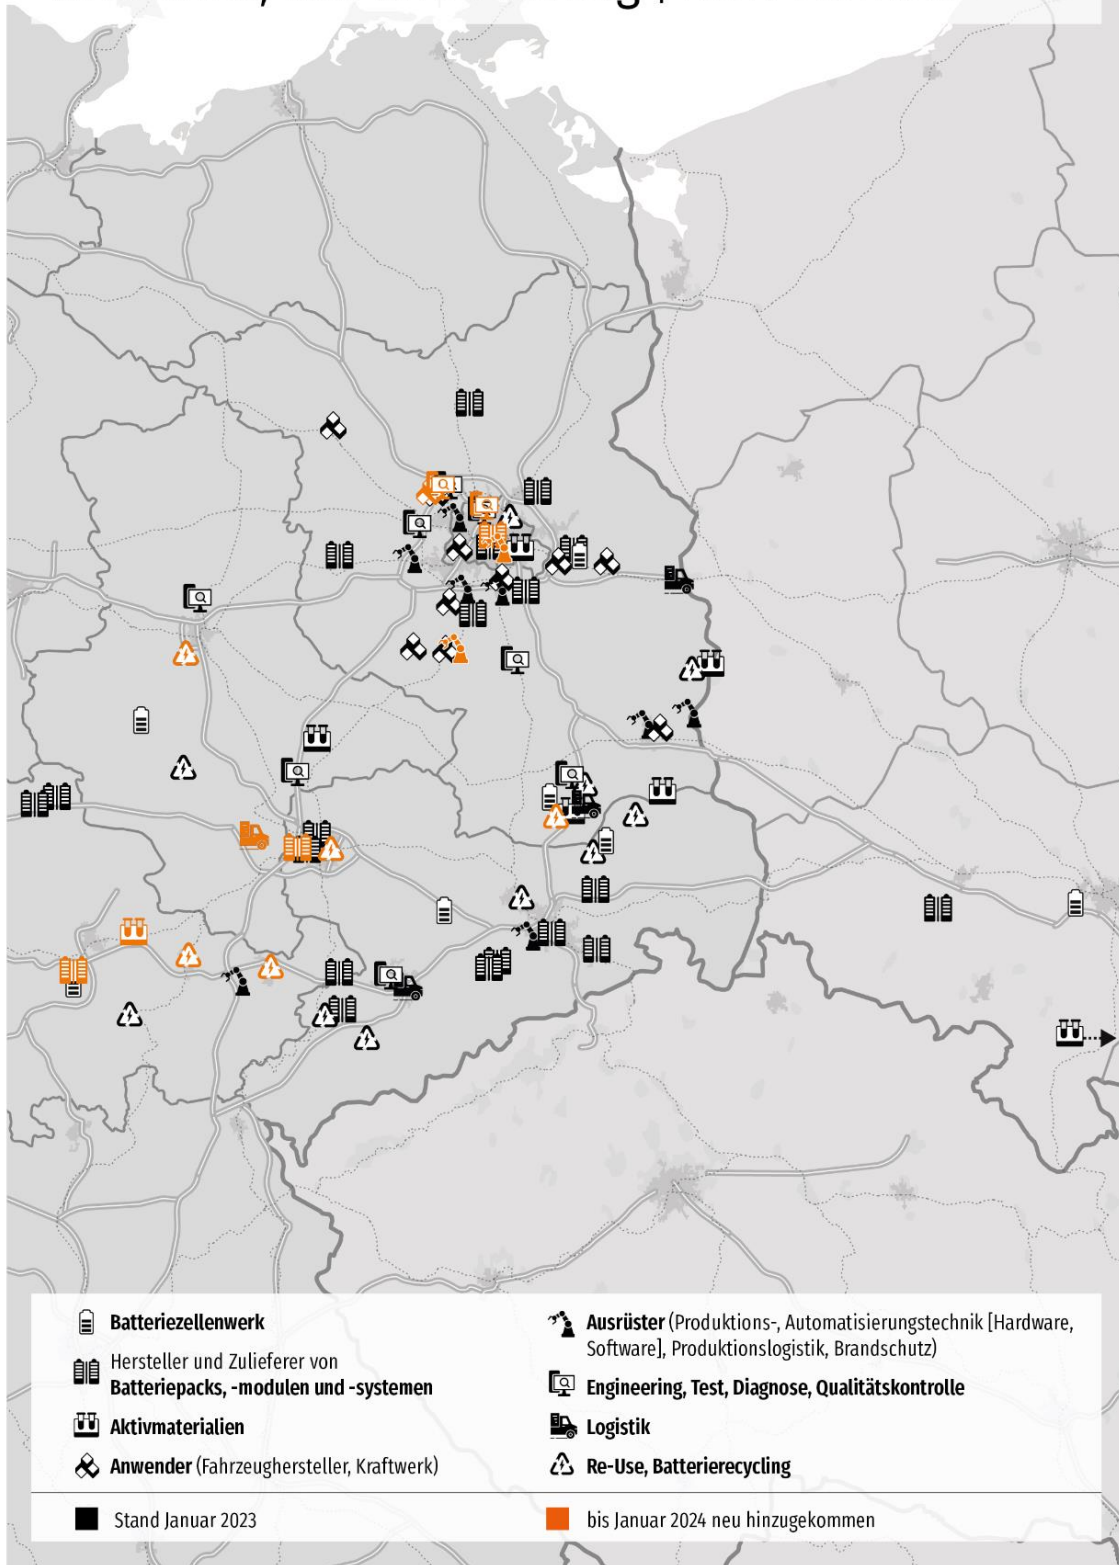 Batteriezellenwerk
Hersteller und Zulieferer von
Batteriepacks, -modulen und -systemen
Aktivmaterialien
Anwender (Fahrzeughersteller, Kraftwerk)
Ausrüster (Produktions-, Automatisierungstechnik [Hardware,
Software], Produktionslogistik, Brandschutz)
Engineering, Test, Diagnose, Qualitätskontrolle
Logistik
Re-Use, Batterierecycling
Stand Januar 2023
bis Januar 2024 neu hinzugekommen